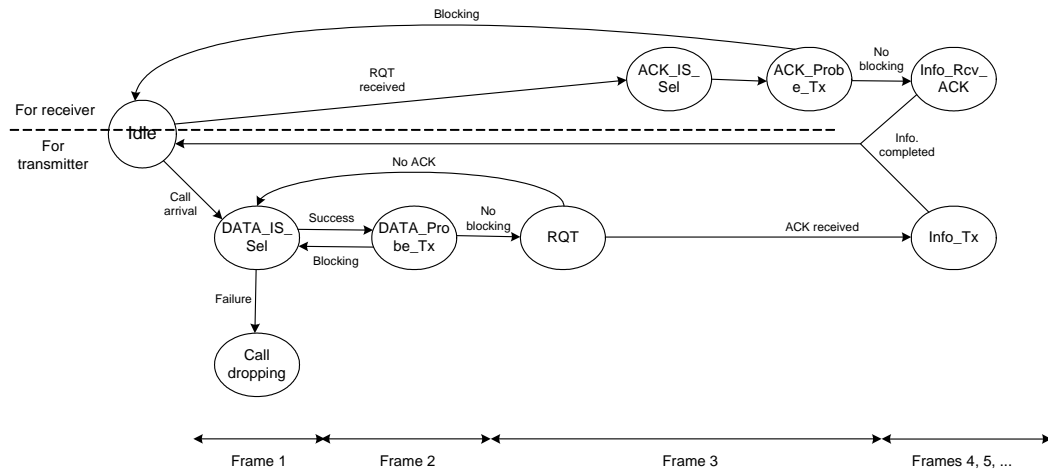 Blocking
No
blocking
ACK_IS_
Sel
ACK_Prob
e_Tx
Info_Rcv_
ACK
RQT
received
For receiver
Idle
For
transmitter
Info.
completed
No ACK
Call
arrival
DATA_IS_
Sel
Success
Blocking
DATA_Pro
be_Tx
No
blocking
RQT
ACK received
Info_Tx
Failure
Call
dropping
Frame 1
Frame 2
Frame 3
Frames 4, 5, ...